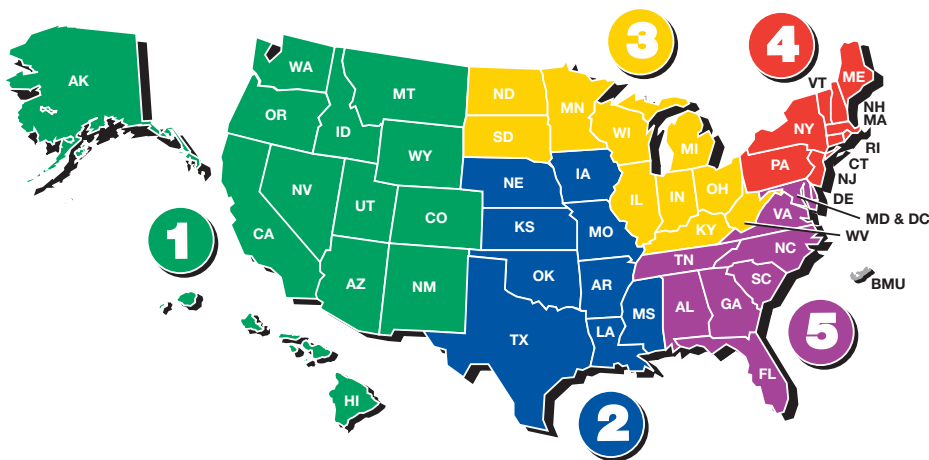 3
4
AK
WA
MT
ND
MN
VT
ME
OR
ID
SD
WI
MI
NY
NH
MA
WY
RI
CT
NJ
PA
NE
IA
IL
IN
OH
DE
NV
UT
CO
KS
MO
KY
VA
MD & DC
WV
1
CA
TN
NC
AZ
NM
OK
AR
SC
BMU
TX
LA
MS
AL
GA
5
FL
HI
2